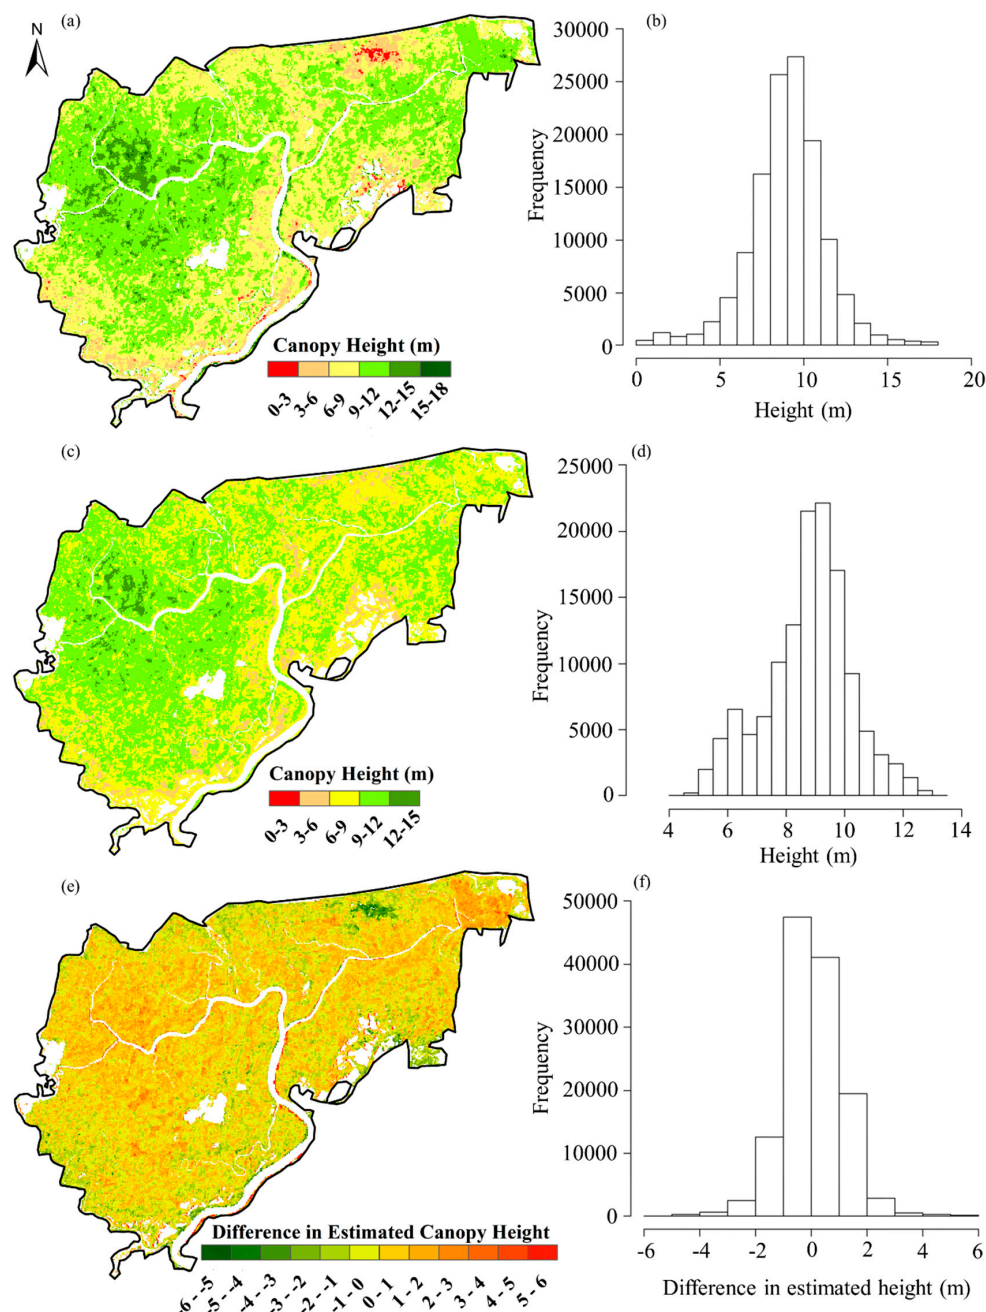 (a)
N
Canopy Height (m)
0-3
3-6
6-9
9-12
12-15
15-18
(b)
30000
25000
20000
15000
10000
5000
0
Frequency
0
5
10
15
20
Height (m)
(c)
Canopy Height (m)
0-3
3-6
6-9
9-12
12-15
(d)
25000
20000
15000
10000
5000
0
Frequency
4
6
8
10
12
14
Height (m)
(e)
Difference in Estimated Canopy Height
-6 - -5
-5 - -4
-4 - -3
-3 - -2
-2 - -1
-1 - 0
0 - 1
1 - 2
2 - 3
3 - 4
4 - 5
5 - 6
(f)
50000
40000
30000
20000
10000
0
Frequency
-6
-4
-2
0
2
4
6
Difference in estimated height (m)